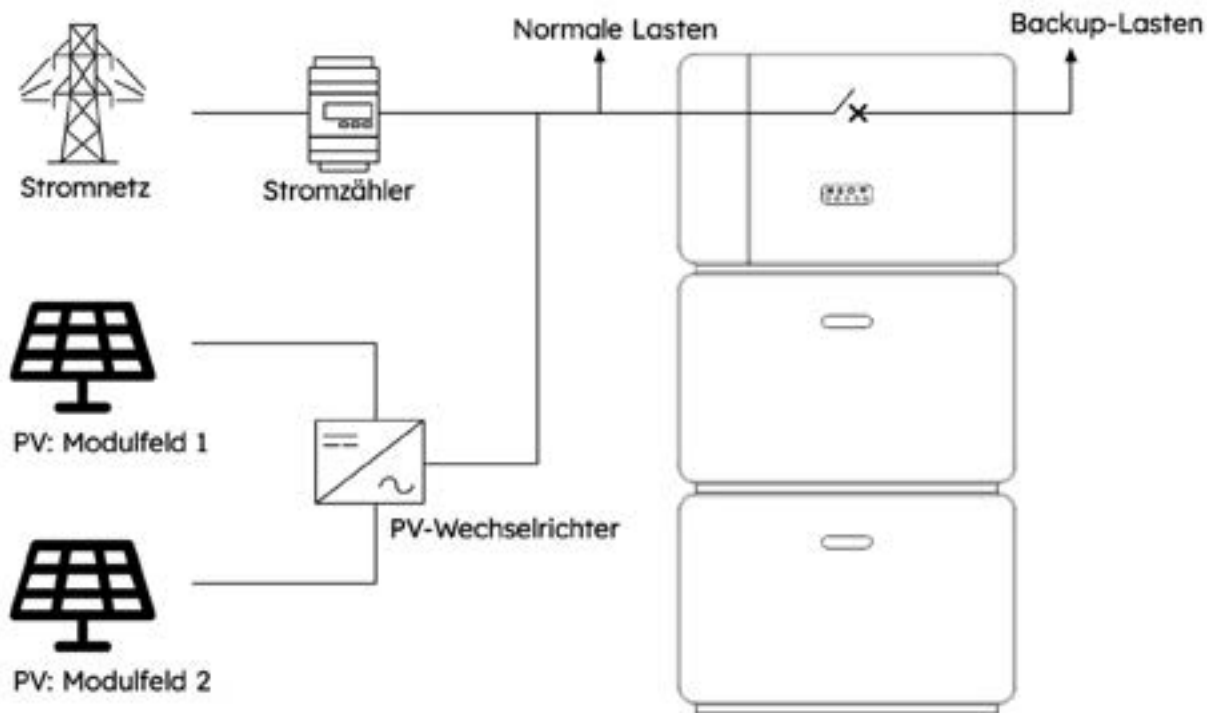 Normale Lasten
Backup-Lasten
Stromnetz
Stromzähler
PV: Modulfeld 1
PV-Wechselrichter
PV: Modulfeld 2